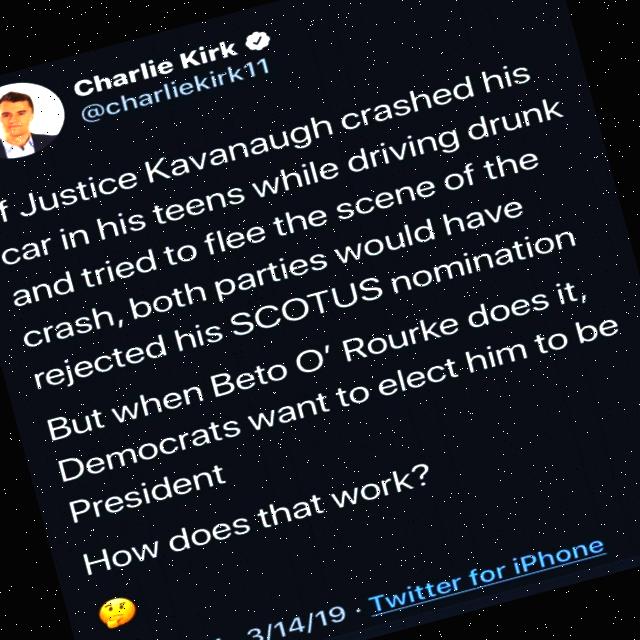 Charlie Kirk
@charliekirk11
f Justice Kavanaugh crashed his
car in his teens while driving drunk
and tried to flee the scene of the
crash, both parties would have
rejected his SCOTUS nomination
But when Beto O' Rourke does it,
Democrats want to elect him to be
President
How does that work?
🤔
3/14/19 · Twitter for iPhone